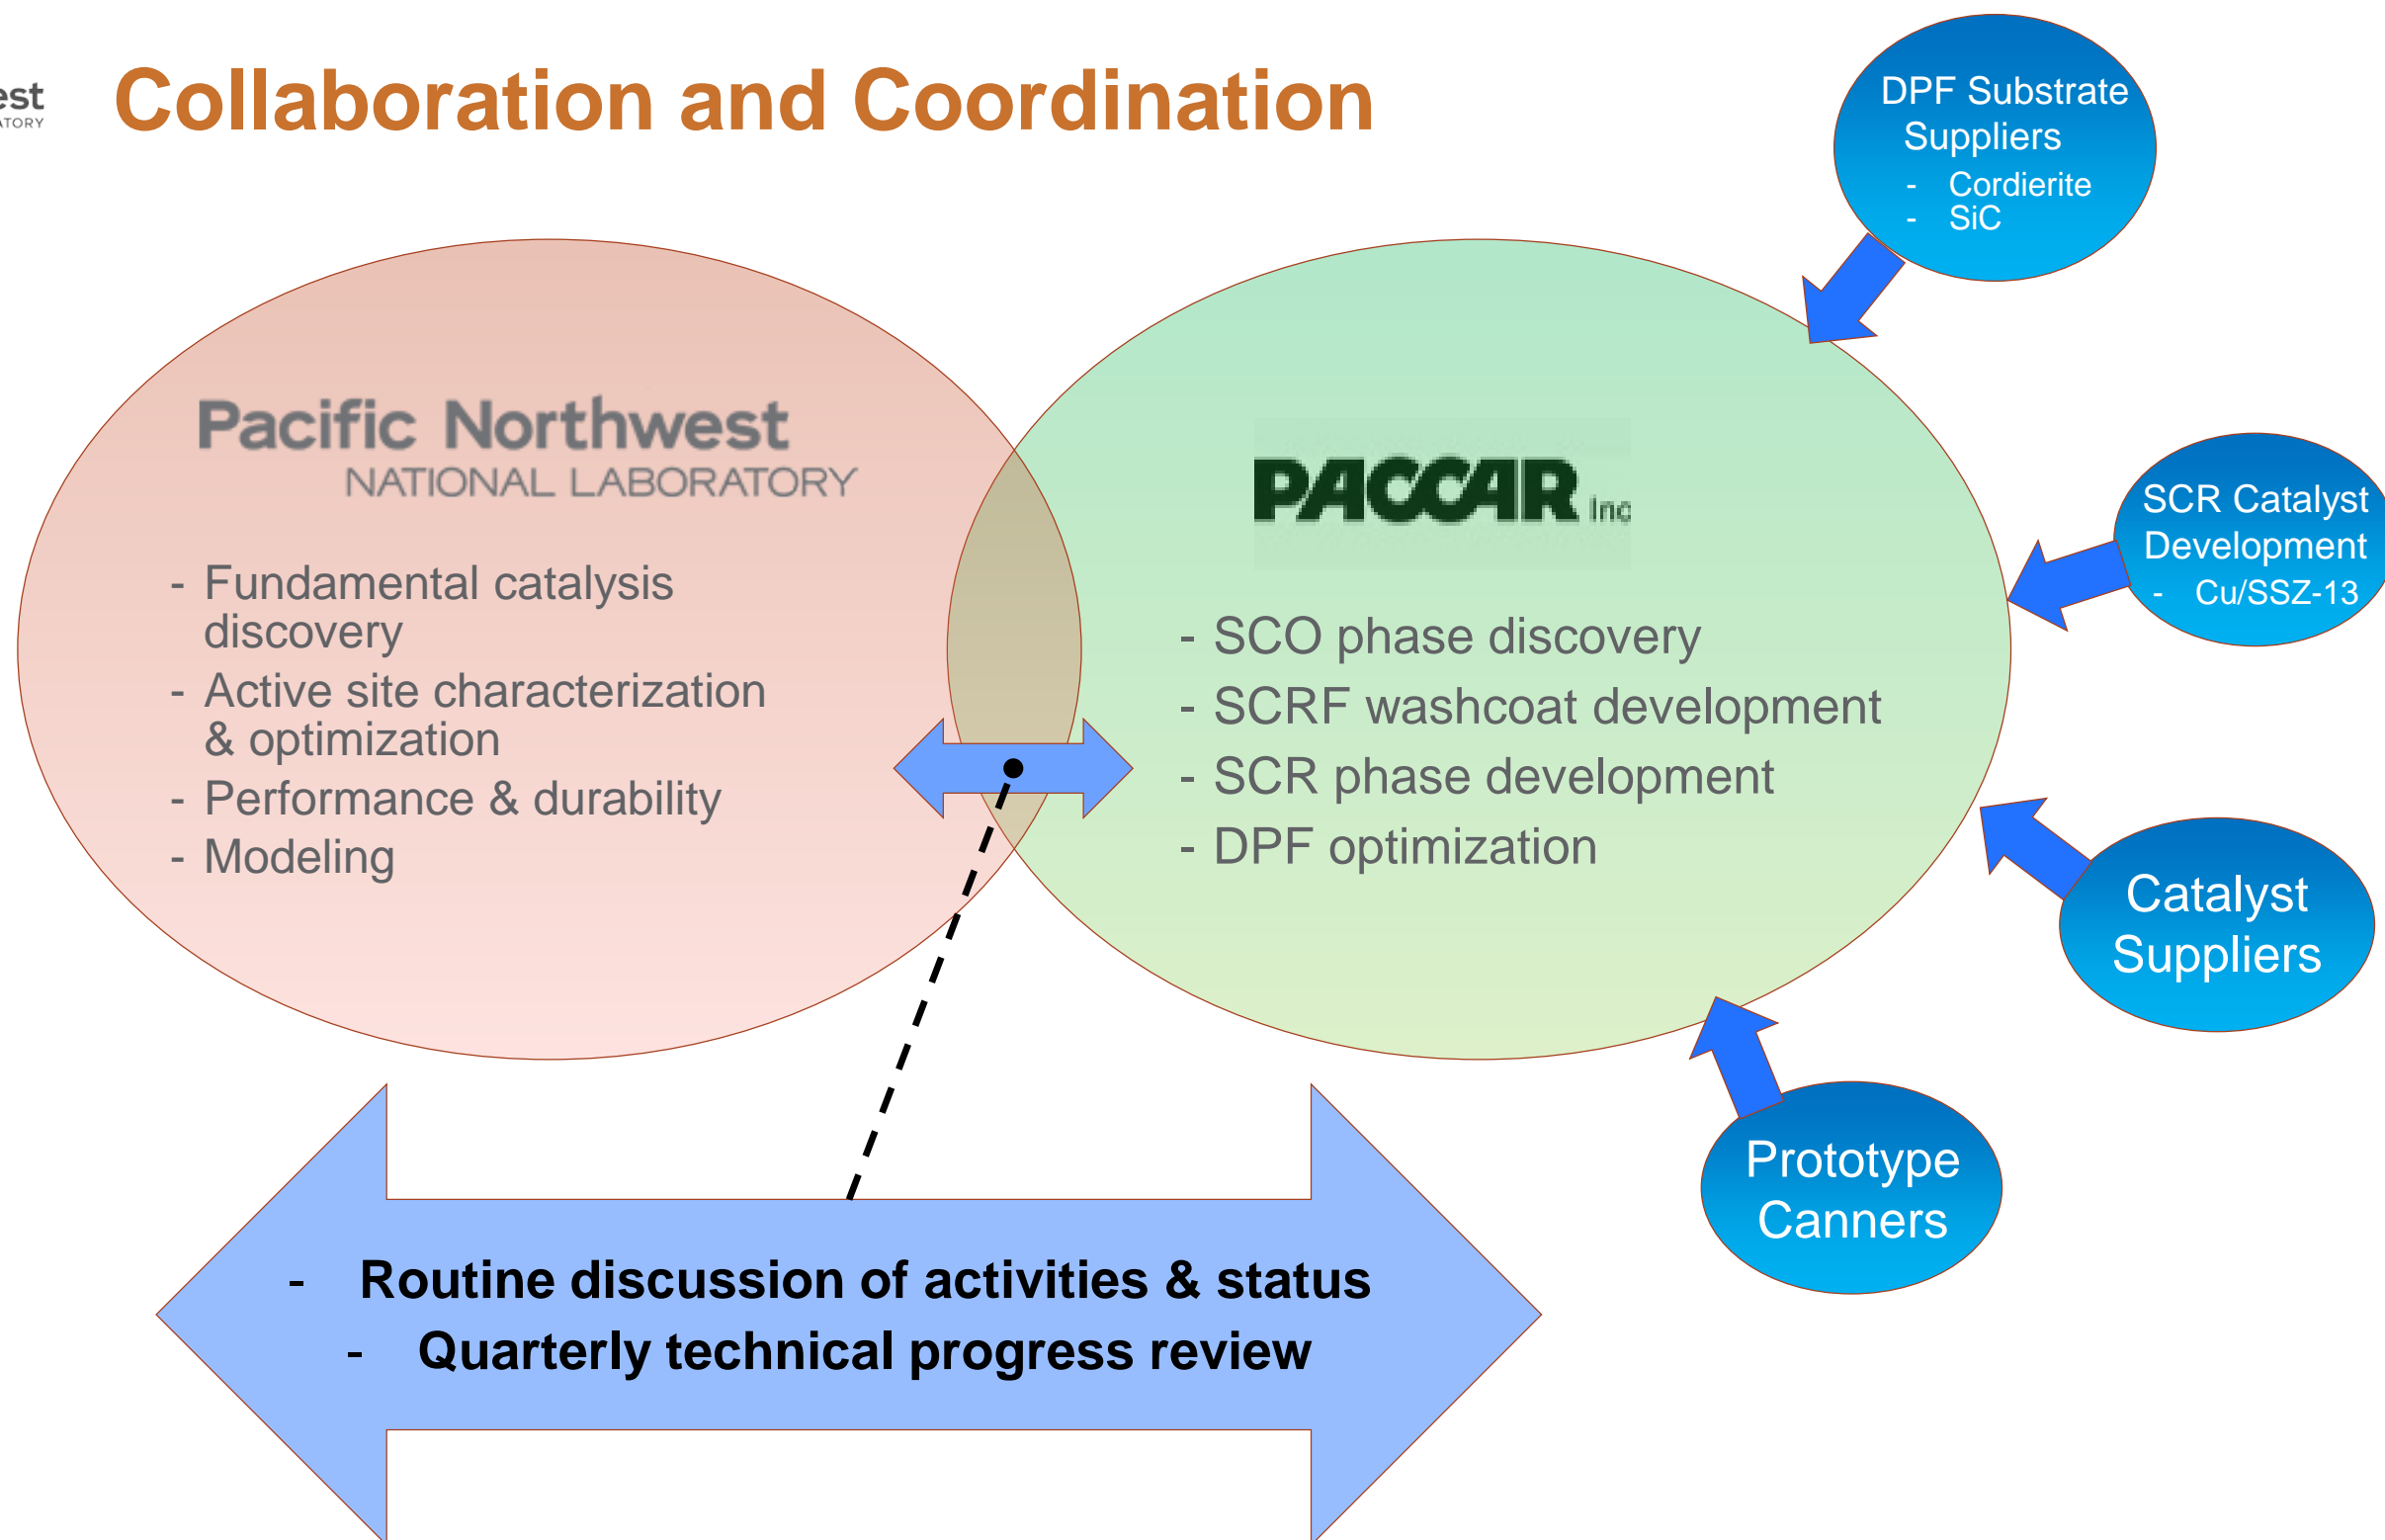 Collaboration and Coordination
DPF Substrate
Suppliers
- Cordierite
- SiC
Pacific Northwest
NATIONAL LABORATORY
- Fundamental catalysis
discovery
- Active site characterization
& optimization
- Performance & durability
- Modeling
PACCAR Inc
- SCO phase discovery
- SCRF washcoat development
- SCR phase development
- DPF optimization
SCR Catalyst
Development
- Cu/SSZ-13
Catalyst
Suppliers
Prototype
Canners
- Routine discussion of activities & status
- Quarterly technical progress review